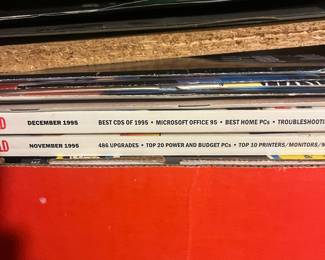 DECEMBER 1995 BEST CDS OF 1995 • MICROSOFT OFFICE 95 • BEST HOME PCs • TROUBLESHOOTI
NOVEMBER 1995 486 UPGRADES • TOP 20 POWER AND BUDGET PCs • TOP 10 PRINTERS/MONITORS/